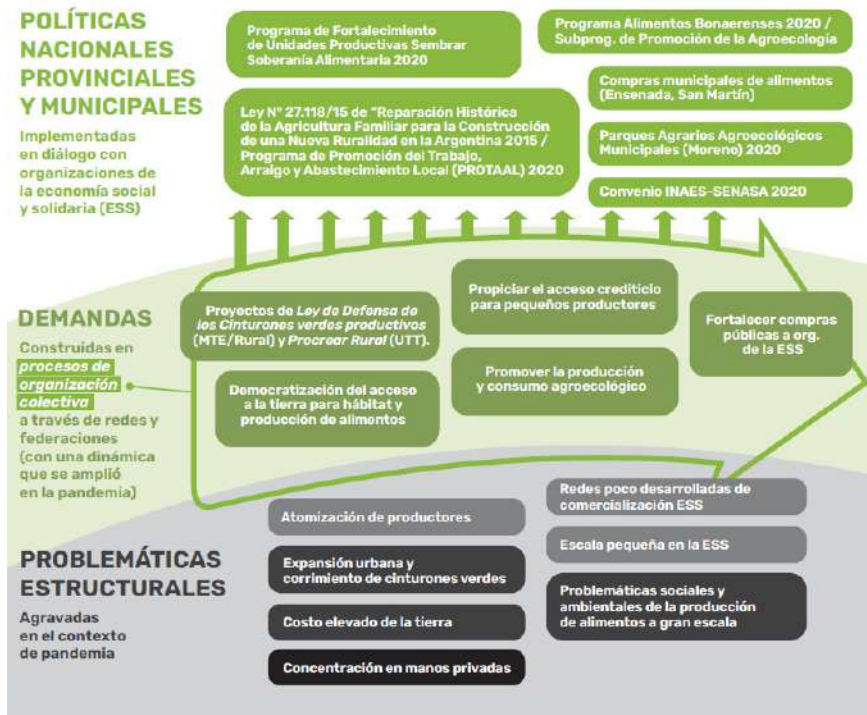 POLÍTICAS
NACIONALES
PROVINCIALES
Y MUNICIPALES
Implementadas
en diálogo con
organizaciones de
la economía social
y solidaria (ESS)
Programa de Fortalecimiento
de Unidades Productivas Sembrar
Soberanía Alimentaria 2020
Ley Nº 27.118/15 de "Reparación Histórica
de la Agricultura Familiar para la Construcción
de una Nueva Ruralidad en la Argentina 2015 /
Programa de Promoción del Trabajo,
Arraigo y Abastecimiento Local (PROTAAL) 2020
Programa Alimentos Bonaerenses 2020 /
Subprog. de Promoción de la Agroecología
Compras municipales de alimentos
(Ensenada, San Martín)
Parques Agrarios Agroecológicos
Municipales (Moreno) 2020
Convenio INAES-SENASA 2020
DEMANDAS
Construidas en
procesos de
organización
colectiva
a través de redes y
federaciones
(con una dinámica
que se amplió
en la pandemia)
Proyectos de Ley de Defensa de
los Cinturones verdes productivos
(MTE/Rural) y Procrear Rural (UTT).
Democratización del acceso
a la tierra para hábitat y
producción de alimentos
Propiciar el acceso crediticio
para pequeños productores
Promover la producción
y consumo agroecológico
Fortalecer compras
públicas a org.
de la ESS
PROBLEMÁTICAS
ESTRUCTURALES
Agravadas
en el contexto
de pandemia
Atomización de productores
Expansión urbana y
corrimiento de cinturones verdes
Costo elevado de la tierra
Concentración en manos privadas
Redes poco desarrolladas de
comercialización ESS
Escala pequeña en la ESS
Problemáticas sociales y
ambientales de la producción
de alimentos a gran escala